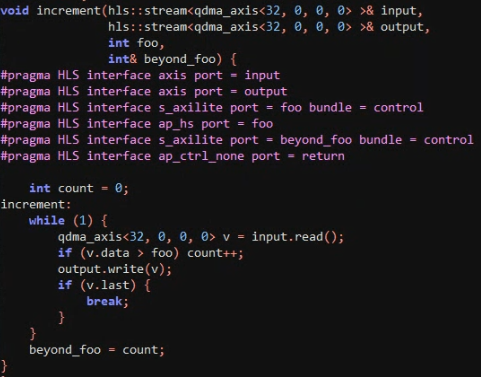 void increment(hls::stream<qdma_axis<32, 0, 0, 0> >& input,
hls::stream<qdma_axis<32, 0, 0, 0> >& output,
int foo,
int& beyond_foo) {
#pragma HLS interface axis port = input
#pragma HLS interface axis port = output
#pragma HLS interface s_axilite port = foo bundle = control
#pragma HLS interface ap_hs port = foo
#pragma HLS interface s_axilite port = beyond_foo bundle = control
#pragma HLS interface ap_ctrl_none port = return
int count = 0;
increment:
while (1) {
qdma_axis<32, 0, 0, 0> v = input.read();
if (v.data > foo) count++;
output.write(v);
if (v.last) {
break;
}
}
beyond_foo = count;
}